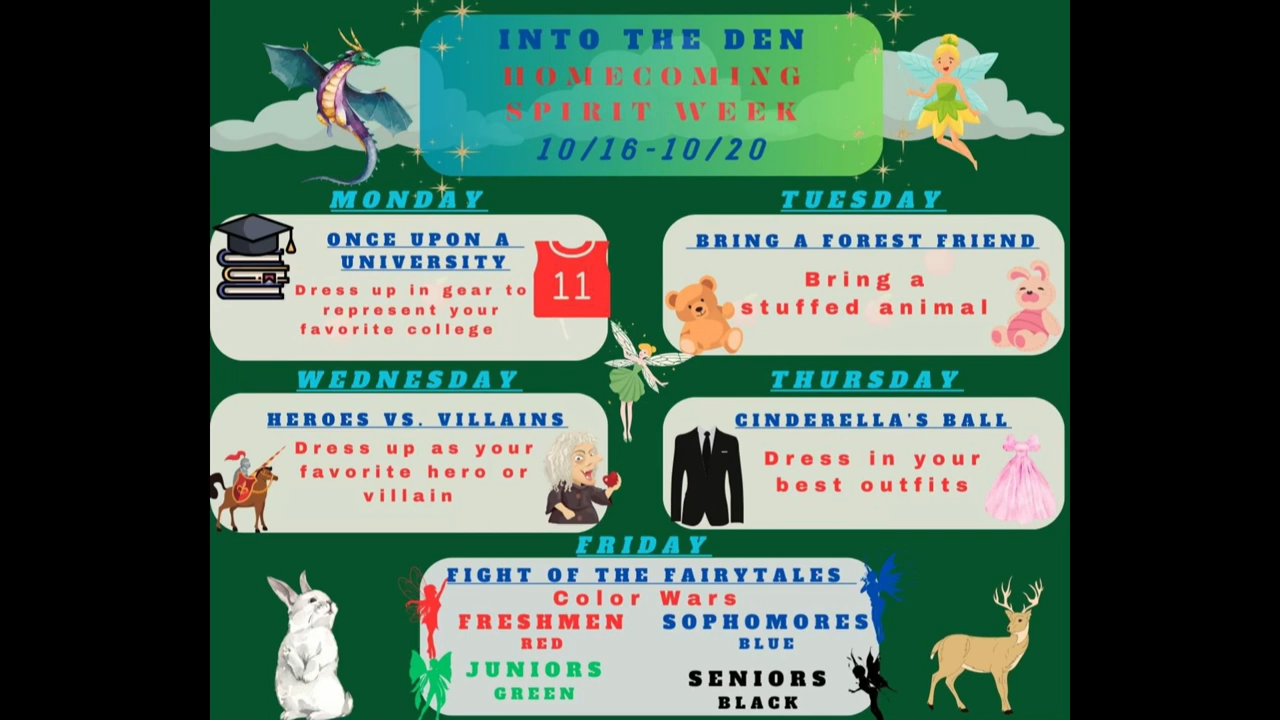 INTO THE DEN
HOMECOMING
SPIRIT WEEK
10/16-10/20
MONDAY
ONCE UPON A
UNIVERSITY
Dress up in gear to
represent your
favorite college
11
TUESDAY
BRING A FOREST FRIEND
Bring a
stuffed animal
WEDNESDAY
HEROES VS. VILLAINS
Dress up as your
favorite hero or
villain
THURSDAY
CINDERELLA'S BALL
Dress in your
best outfits
FRIDAY
FIGHT OF THE FAIRYTALES
Color Wars
FRESHMEN
RED
SOPHOMORES
BLUE
JUNIORS
GREEN
SENIORS
BLACK